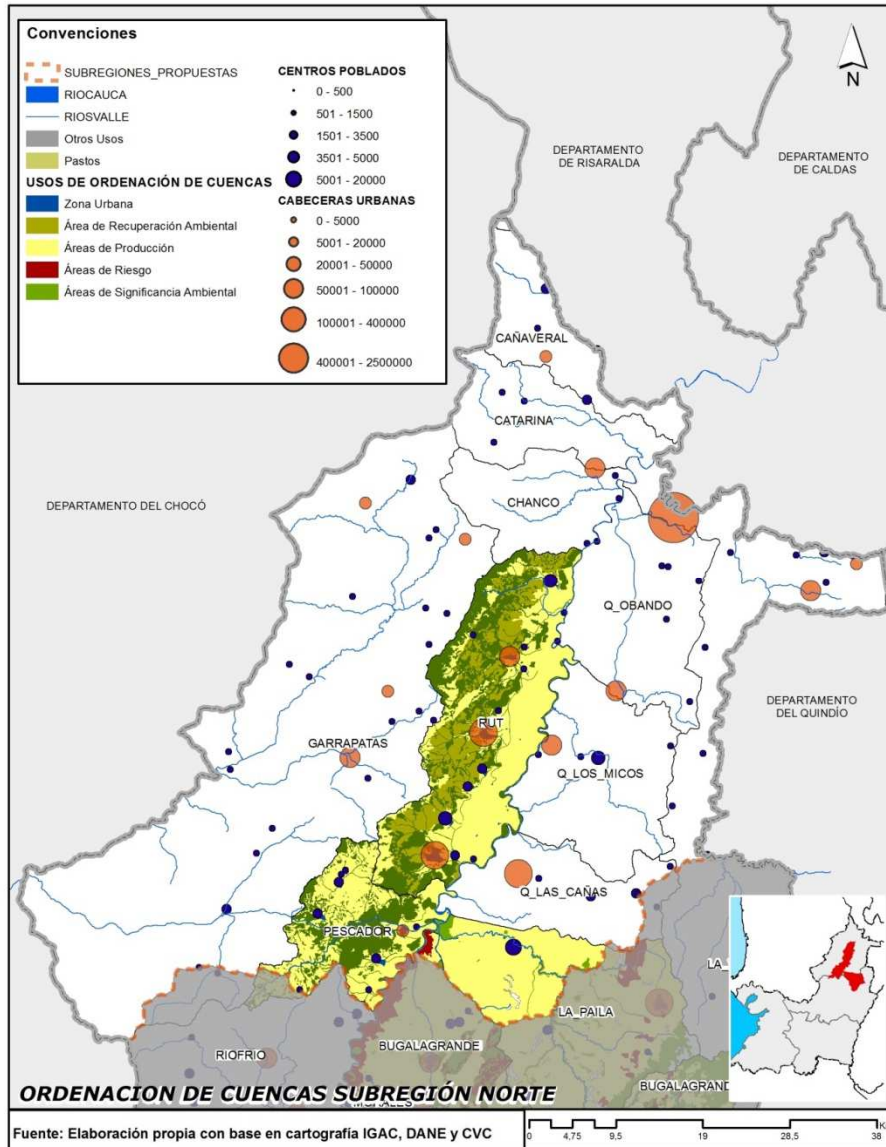 Convenciones
SUBREGIONES_PROPUESTAS
RIOCAUCA
RIOSVALLE
Otros Usos
Pastos
USOS DE ORDENACIÓN DE CUENCAS
Zona Urbana
Área de Recuperación Ambiental
Áreas de Producción
Áreas de Riesgo
Áreas de Significancia Ambiental
CENTROS POBLADOS
0 - 500
501 - 1500
1501 - 3500
3501 - 5000
5001 - 20000
CABECERAS URBANAS
0 - 5000
5001 - 20000
20001 - 50000
50001 - 100000
100001 - 400000
400001 - 2500000
N
DEPARTAMENTO
DE RISARALDA
DEPARTAMENTO
DE CALDAS
CAÑAVERAL
CATARINA
DEPARTAMENTO DEL CHOCÓ
CHANCO
Q_OBANDO
DEPARTAMENTO
DEL QUINDÍO
RUT
GARRAPATAS
Q_LOS_MICOS
Q_LAS_CAÑAS
PESCADOR
LA_PAILA
RIOFRIO
BUGALAGRANDE
BUGALAGRAND
ORDENACION DE CUENCAS SUBREGIÓN NORTE
Fuente: Elaboración propia con base en cartografía IGAC, DANE y CVC
0 4,75 9,5 19 28,5